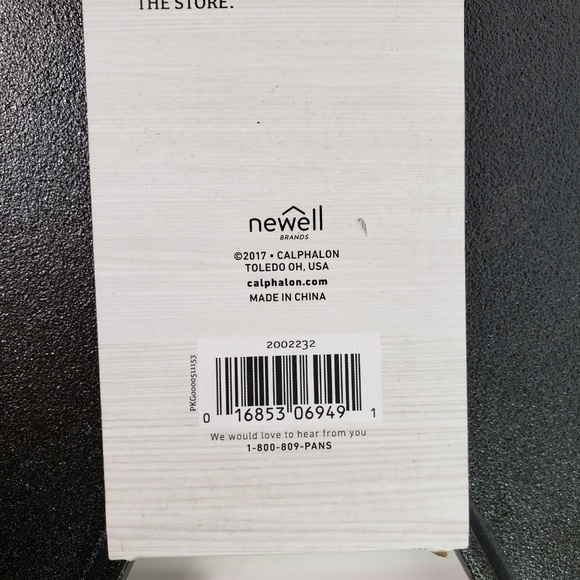 THE STORE.
newell
BRANDS
©2017 • CALPHALON
TOLEDO OH, USA
calphalon.com
MADE IN CHINA
2002232
PKG0000511153
0 16853 06949 1
We would love to hear from you
1-800-809-PANS